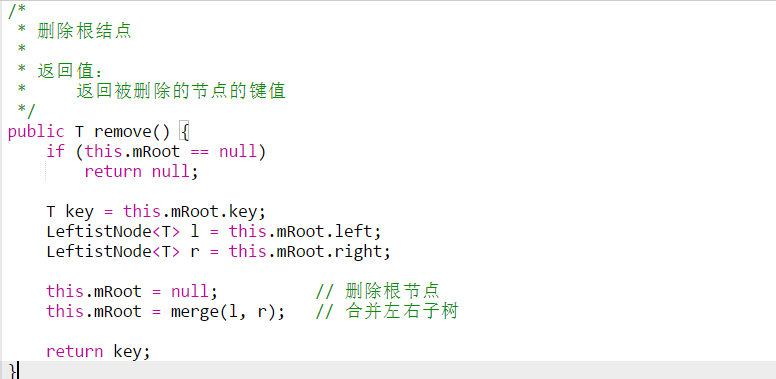 /*
 * 删除根结点
 *
 * 返回值：
 *     返回被删除的节点的键值
 */
public T remove() {
    if (this.mRoot == null)
        return null;
    T key = this.mRoot.key;
    LeftistNode<T> l = this.mRoot.left;
    LeftistNode<T> r = this.mRoot.right;
    this.mRoot = null;          // 删除根节点
    this.mRoot = merge(l, r);   // 合并左右子树
    return key;
}